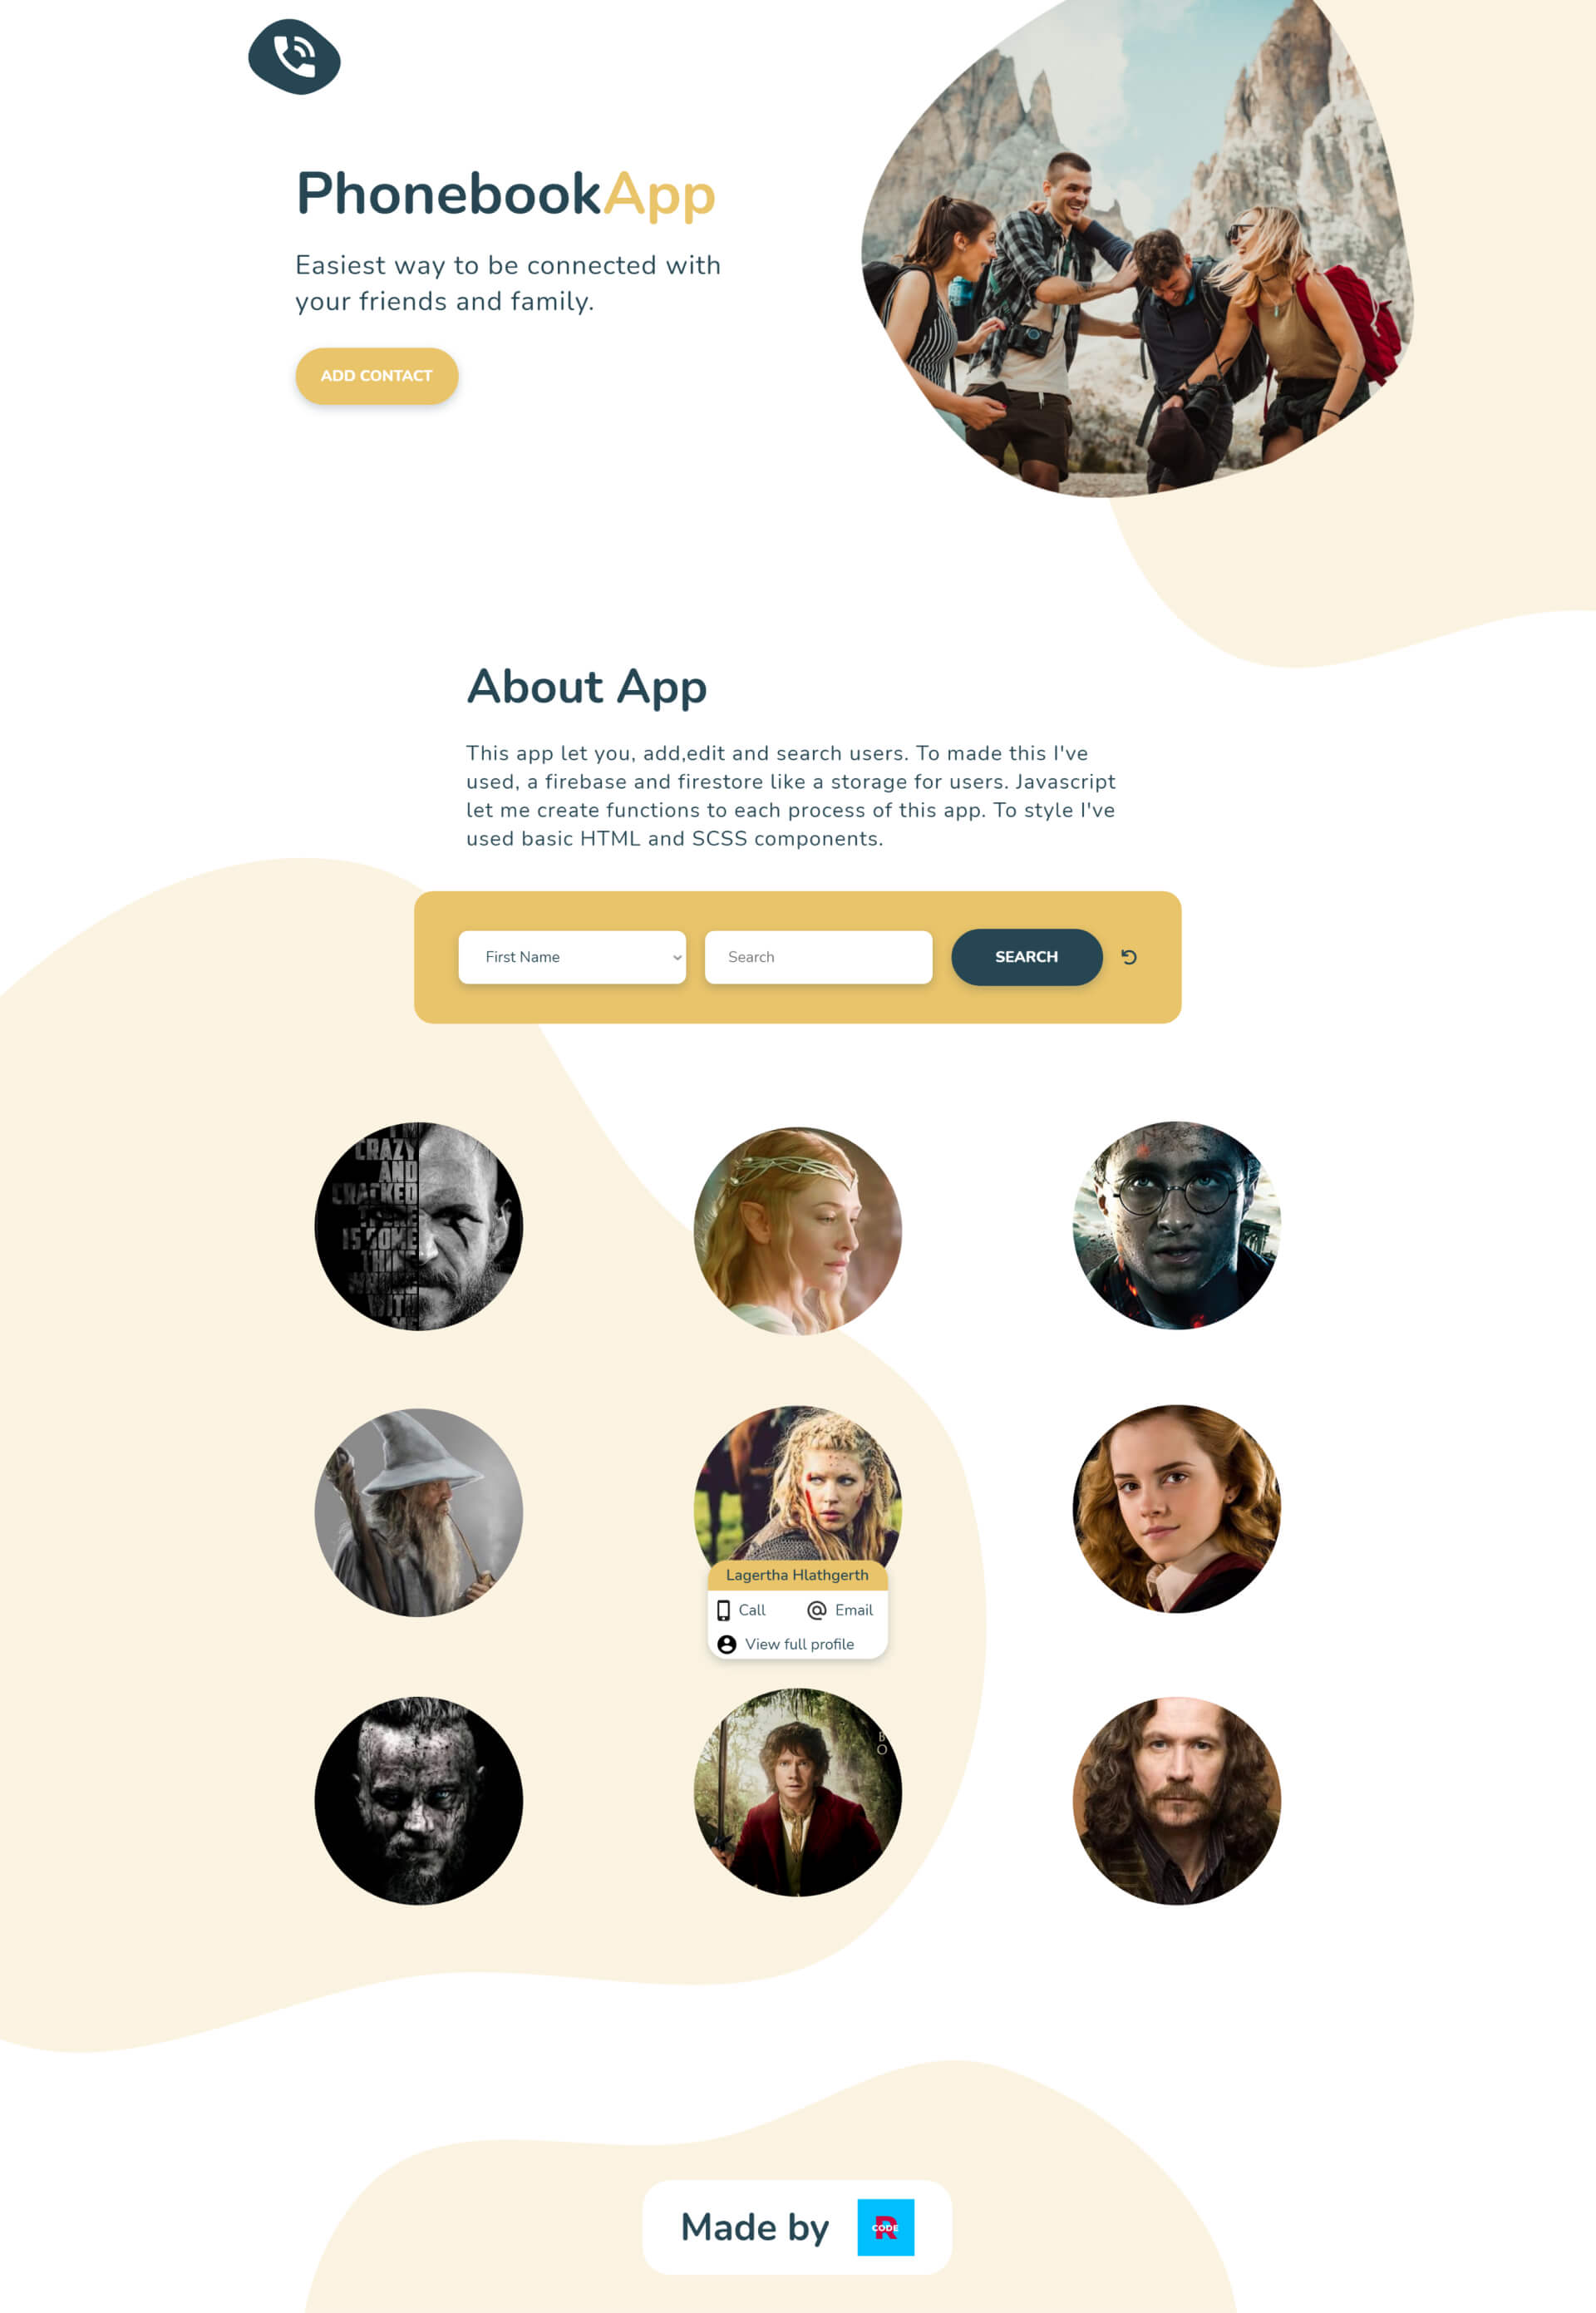 PhonebookApp
Easiest way to be connected with
your friends and family.
ADD CONTACT
About App
This app let you, add,edit and search users. To made this I've
used, a firebase and firestore like a storage for users. Javascript
let me create functions to each process of this app. To style I've
used basic HTML and SCSS components.
First Name
Search
SEARCH
CRAZY
AND
CRACKED
IS SOME
ME
Lagertha Hlathgerth
Call
Email
View full profile
B
O
Made by
R
CODE